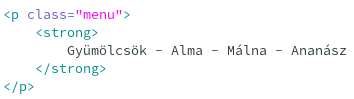 <p class="menu">
<strong>
Gyümölcsök - Alma - Málna - Ananász
</strong>
</p>